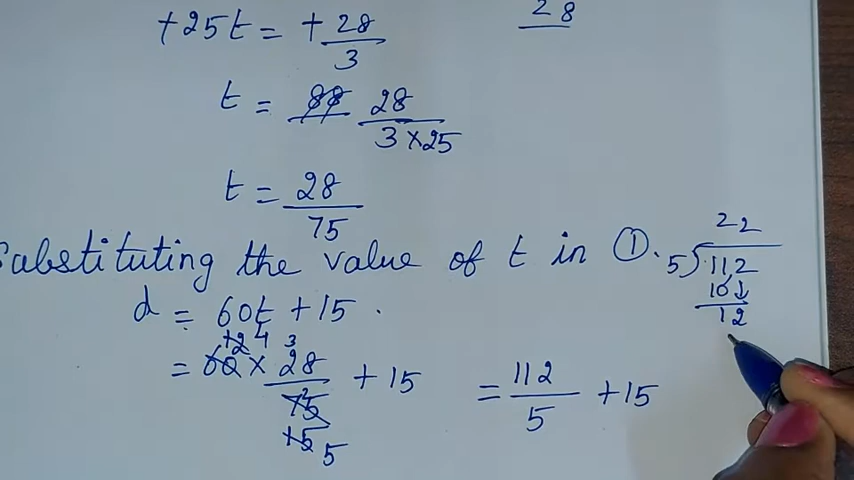 +25t = +28/3
28
t = 88 28/3×25
t = 28/75
Substituting the value of t in ①.
22
5)112
10↓
12
d = 60t + 15.
= 60 × 28/75 + 15 = 112/5 + 15